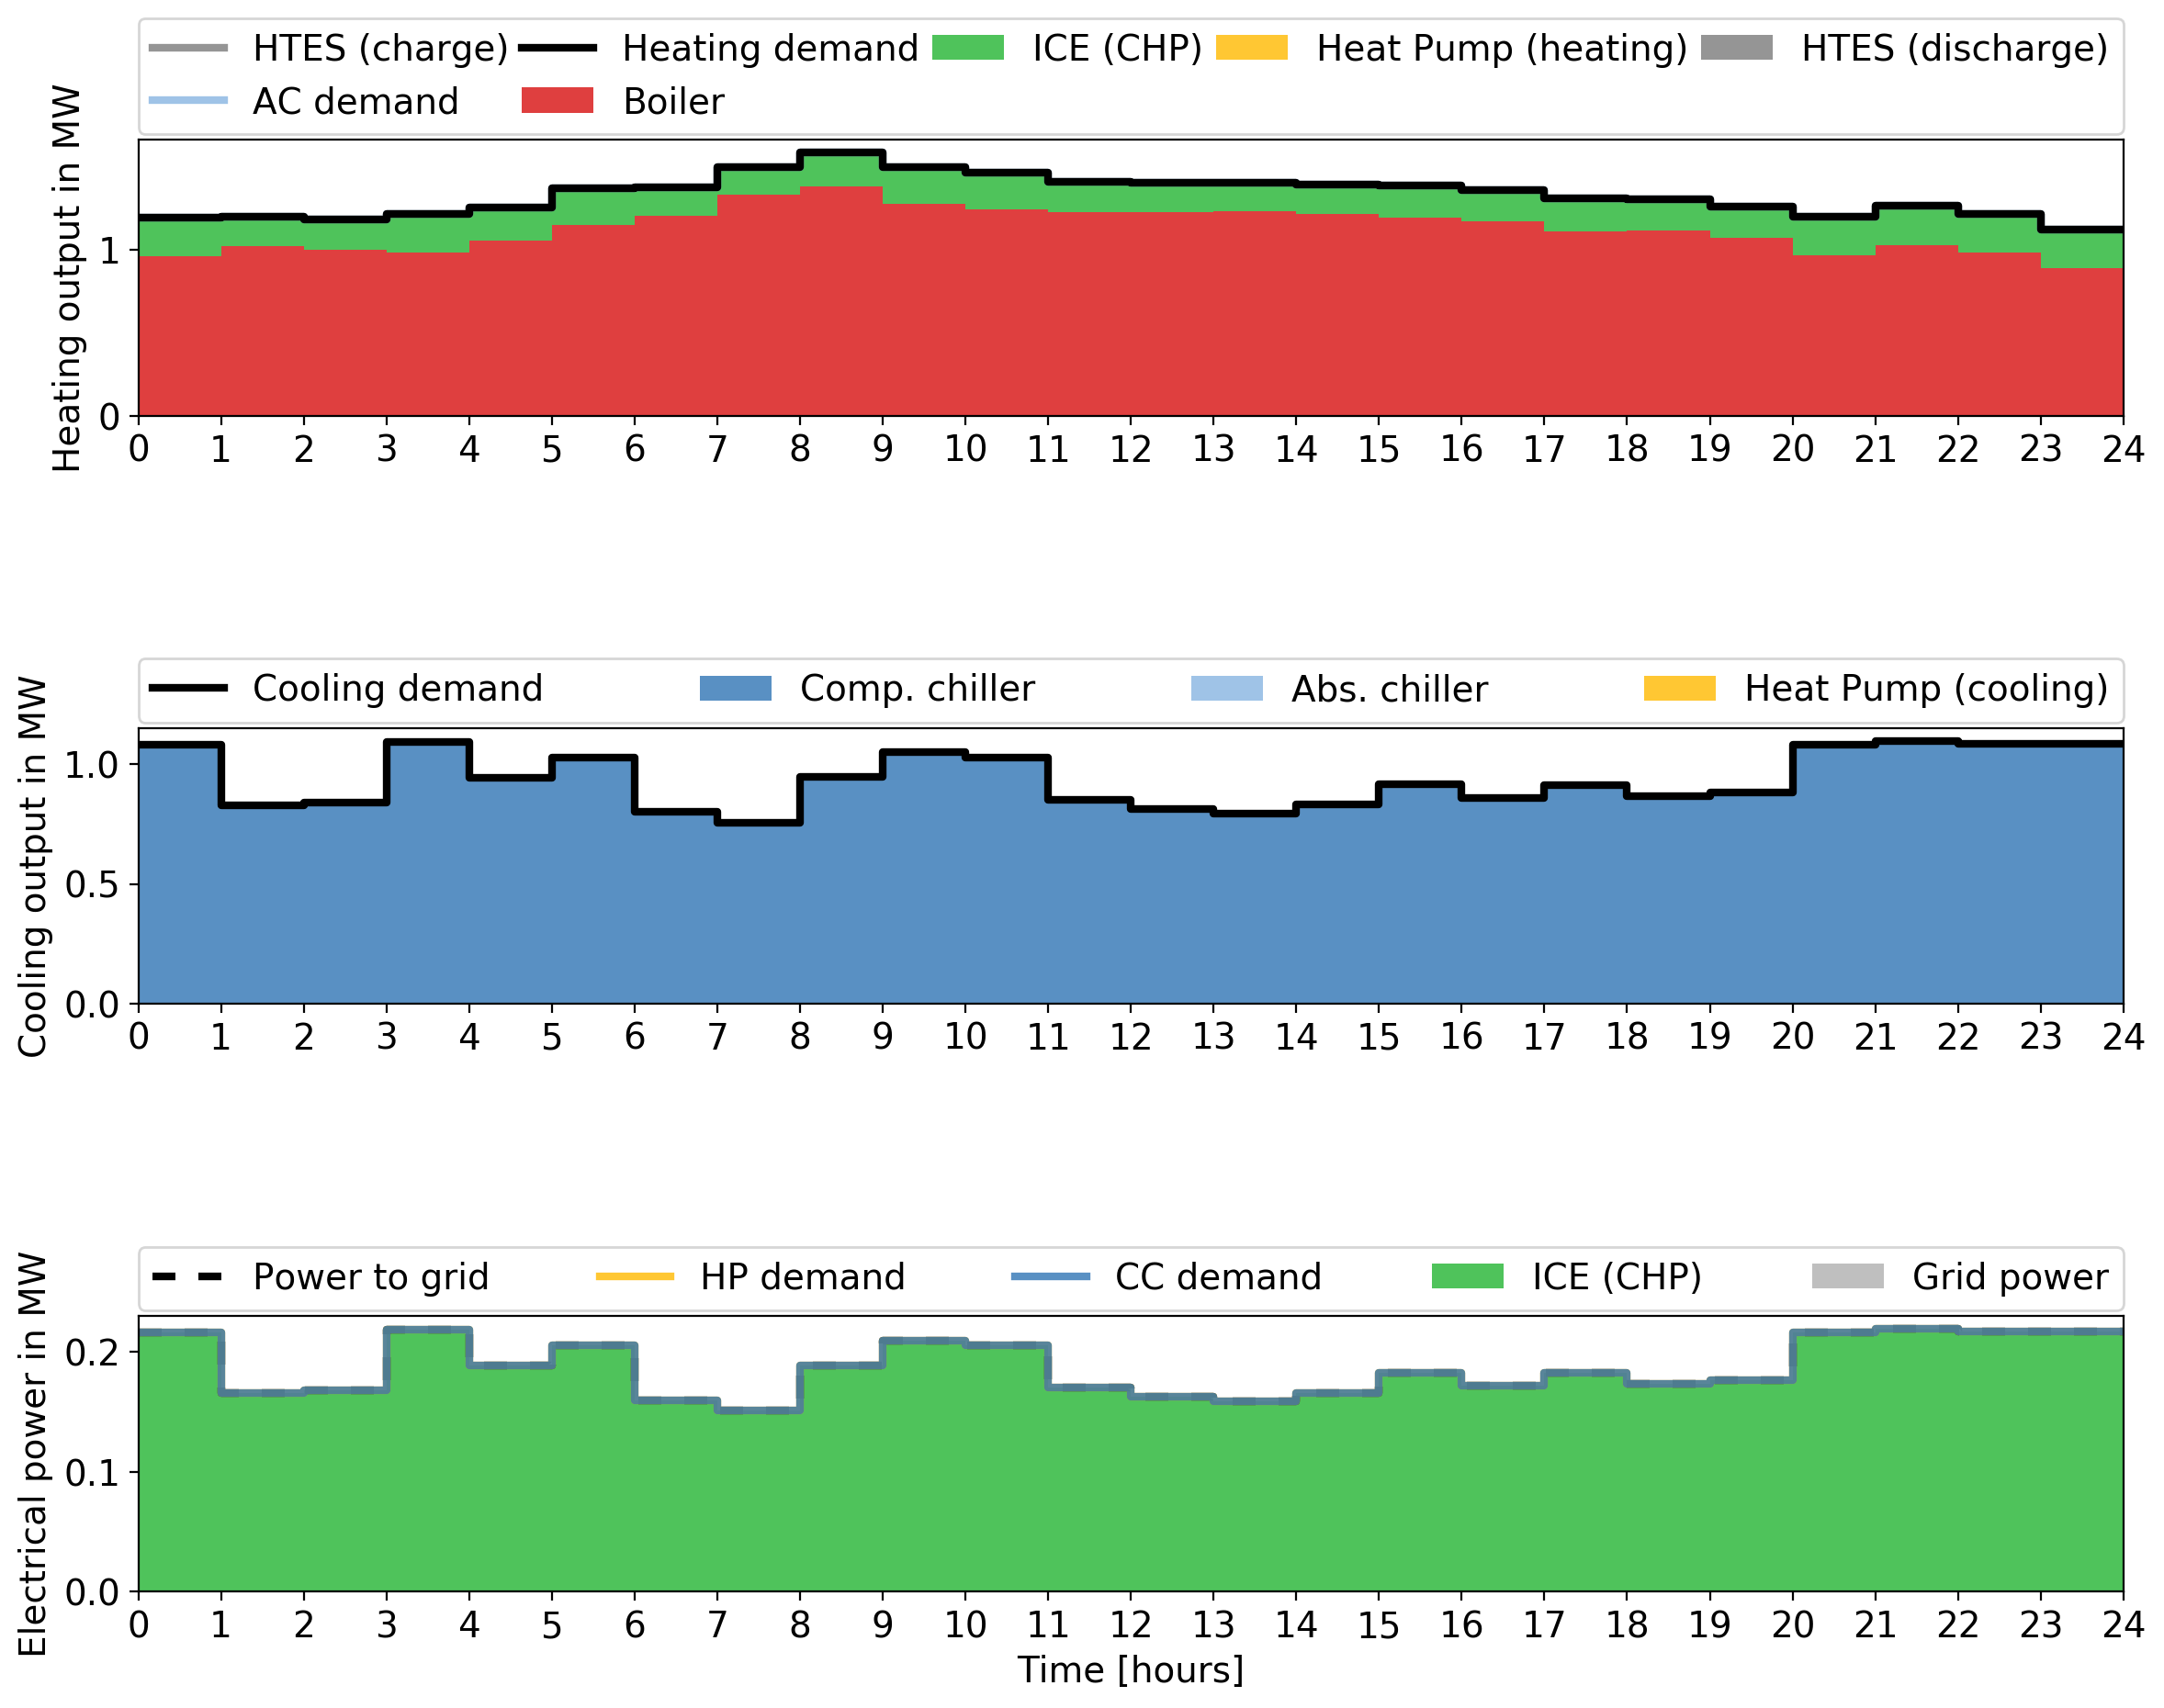 HTES (charge) Heating demand ICE (CHP) Heat Pump (heating) HTES (discharge)
AC demand Boiler
Heating output in MW
1
0
0 1 2 3 4 5 6 7 8 9 10 11 12 13 14 15 16 17 18 19 20 21 22 23 24
Cooling demand Comp. chiller Abs. chiller Heat Pump (cooling)
Cooling output in MW
1.0
0.5
0.0
0 1 2 3 4 5 6 7 8 9 10 11 12 13 14 15 16 17 18 19 20 21 22 23 24
Power to grid HP demand CC demand ICE (CHP) Grid power
Electrical power in MW
0.2
0.1
0.0
0 1 2 3 4 5 6 7 8 9 10 11 12 13 14 15 16 17 18 19 20 21 22 23 24
Time [hours]